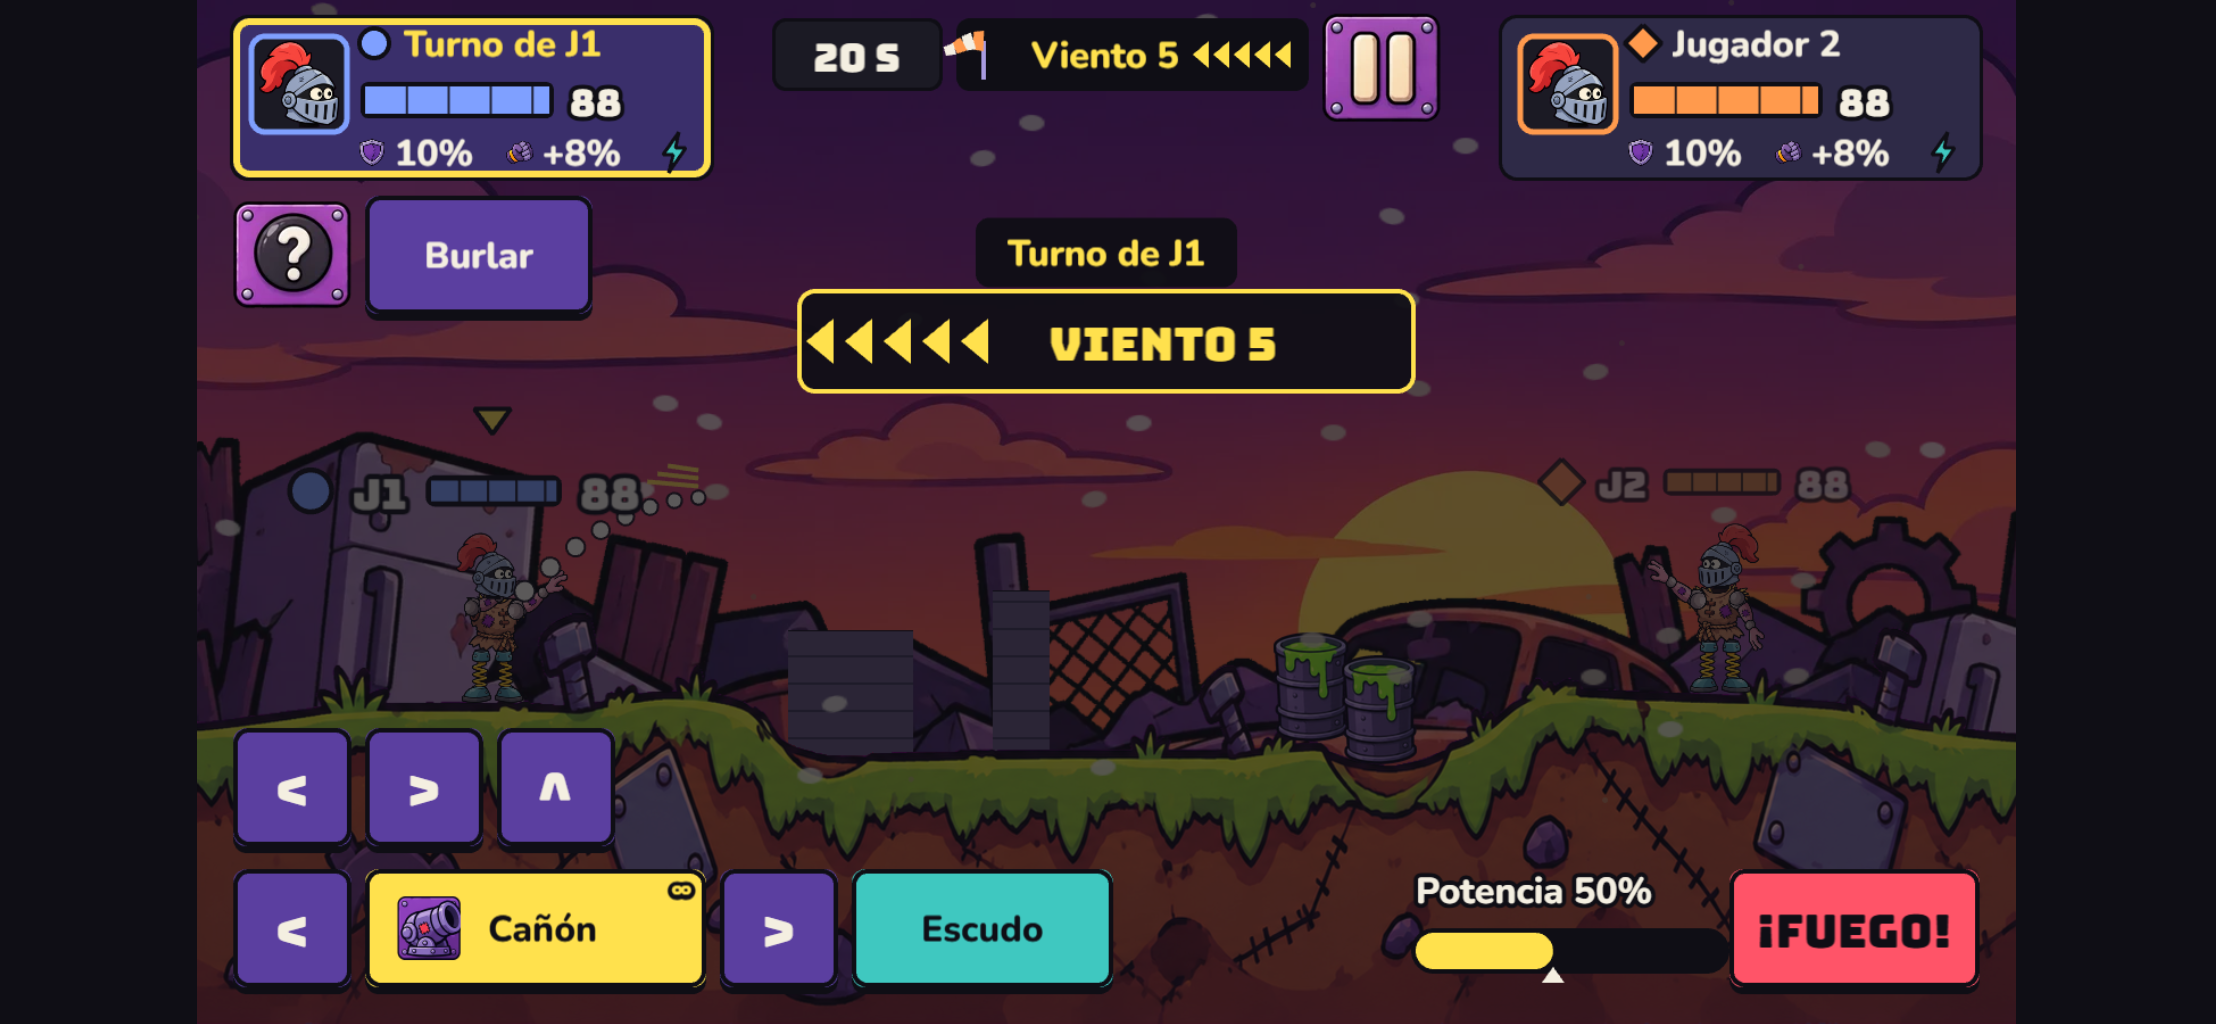 Turno de J1
88
10% +8%
20 S
Viento 5
Jugador 2
88
10% +8%
?
Burlar
Turno de J1
VIENTO 5
J1 88
J2 88
< > ^
<
Cañón
∞
>
Escudo
Potencia 50%
¡FUEGO!